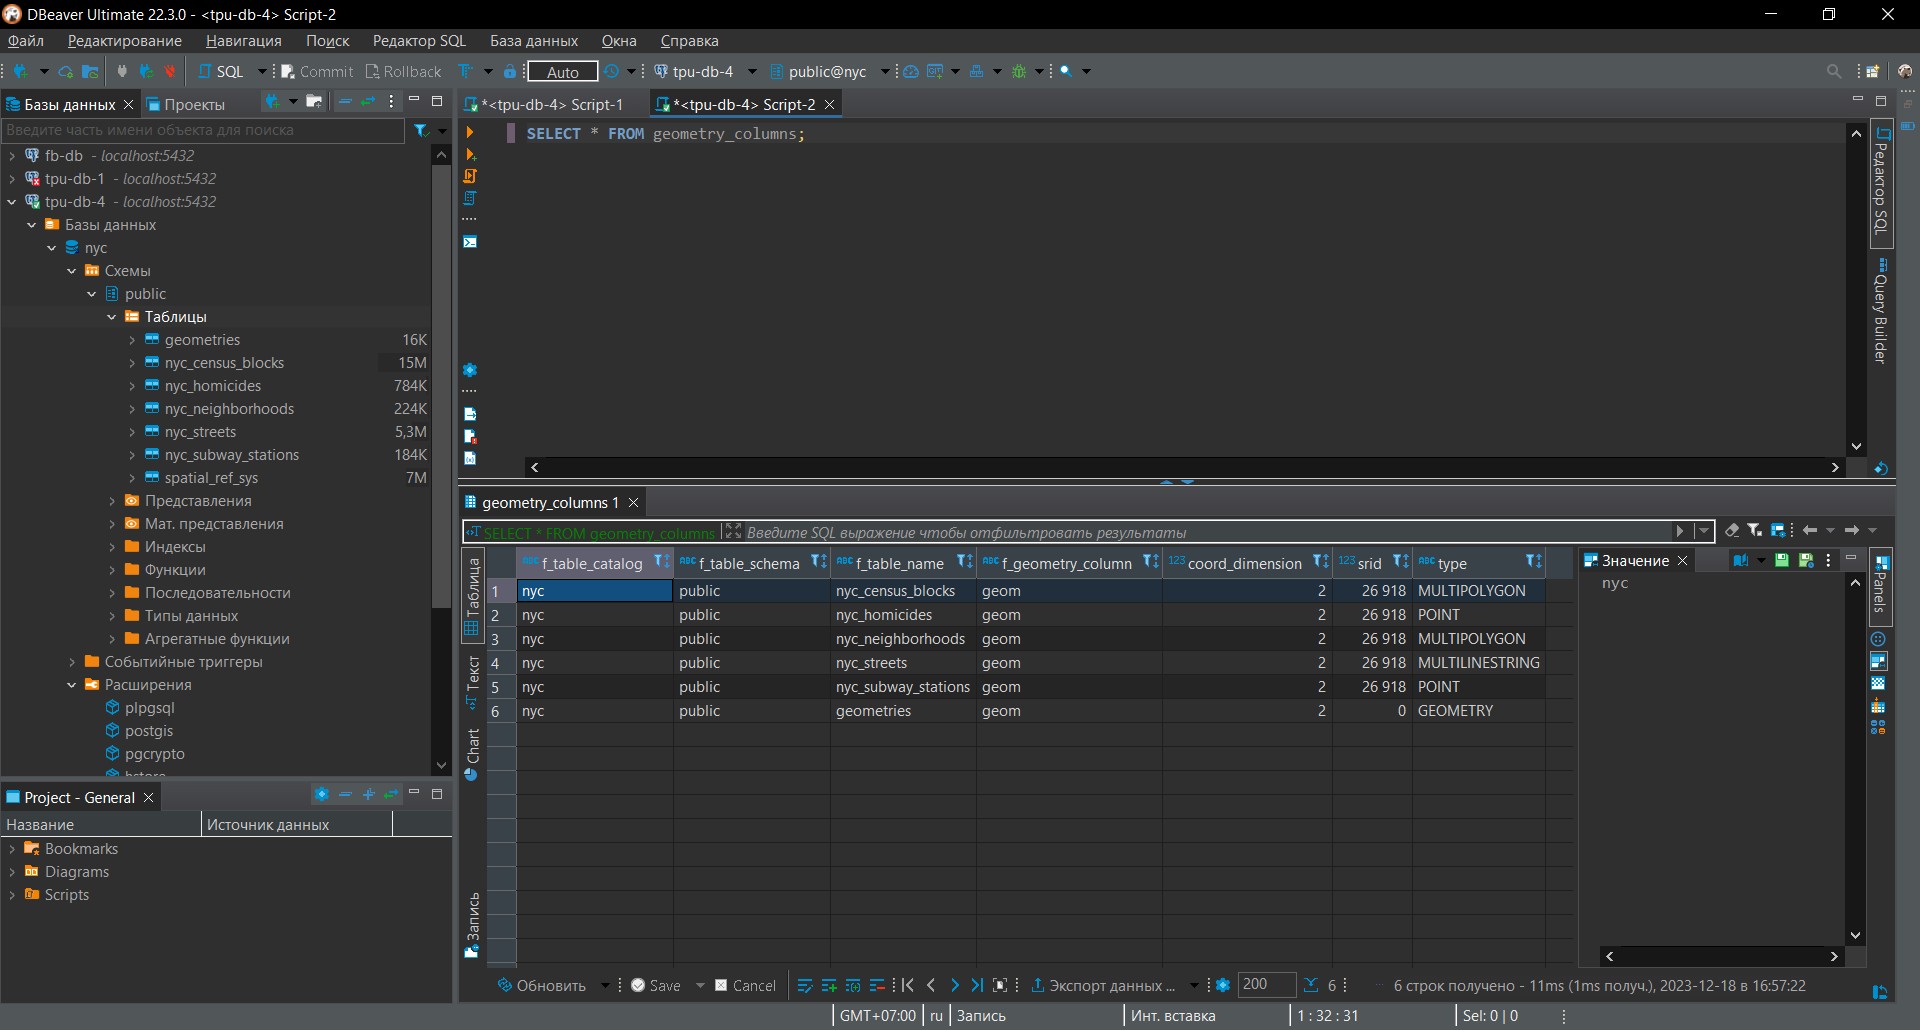 DBeaver Ultimate 22.3.0 - <tpu-db-4> Script-2
Файл Редактирование Навигация Поиск Редактор SQL База данных Окна Справка
SQL Commit Rollback Auto tpu-db-4 public@nyc
Базы данных Проекты
Введите часть имени объекта для поиска
fb-db - localhost:5432
tpu-db-1 - localhost:5432
tpu-db-4 - localhost:5432
Базы данных
nyc
Схемы
public
Таблицы
geometries 16K
nyc_census_blocks 15M
nyc_homicides 784K
nyc_neighborhoods 224K
nyc_streets 5,3M
nyc_subway_stations 184K
spatial_ref_sys 7M
Представления
Мат. представления
Индексы
Функции
Последовательности
Типы данных
Агрегатные функции
Событийные триггеры
Расширения
plpgsql
postgis
pgcrypto
Project - General
Название Источник данных
Bookmarks
Diagrams
Scripts
*<tpu-db-4> Script-1 *<tpu-db-4> Script-2
SELECT * FROM geometry_columns;
Редактор SQL
Query Builder
geometry_columns 1
SELECT * FROM geometry_columns Введите SQL выражение чтобы отфильтровать результаты
Таблица
Текст
Chart
Запись
f_table_catalog f_table_schema f_table_name f_geometry_column coord_dimension srid type
1 nyc public nyc_census_blocks geom 2 26 918 MULTIPOLYGON
2 nyc public nyc_homicides geom 2 26 918 POINT
3 nyc public nyc_neighborhoods geom 2 26 918 MULTIPOLYGON
4 nyc public nyc_streets geom 2 26 918 MULTILINESTRING
5 nyc public nyc_subway_stations geom 2 26 918 POINT
6 nyc public geometries geom 2 0 GEOMETRY
Значение
nyc
Panels
Обновить Save Cancel Экспорт данных ... 200 6 6 строк получено - 11ms (1ms получ.), 2023-12-18 в 16:57:22
GMT+07:00 ru Запись Инт. вставка 1 : 32 : 31 Sel: 0 | 0